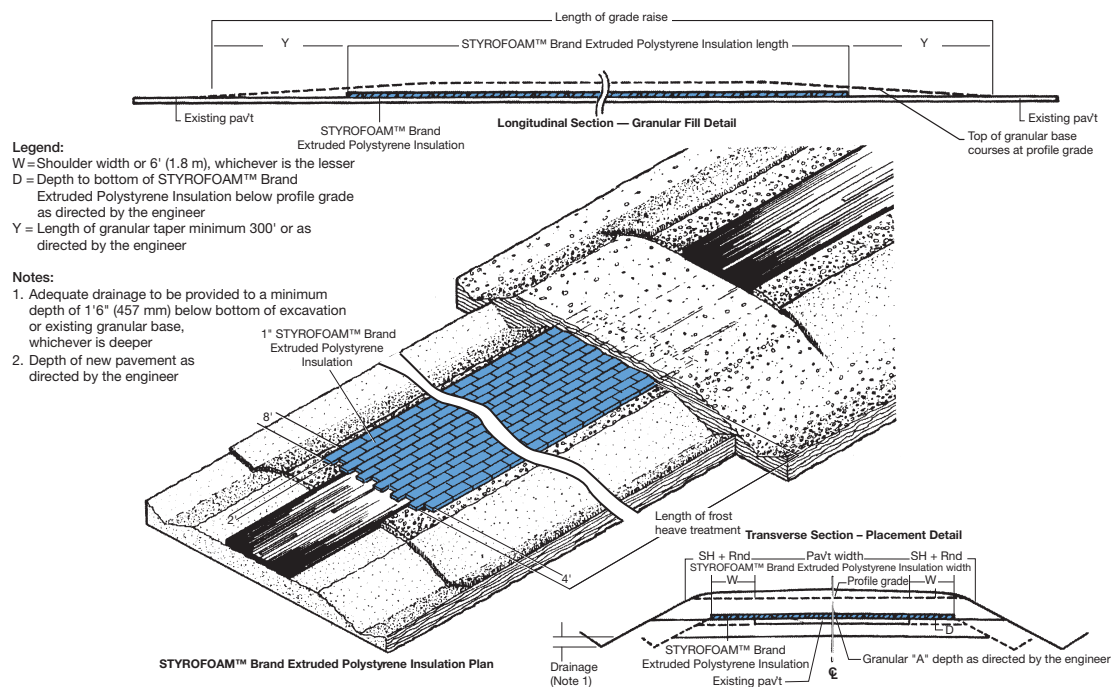 Length of grade raise
Y
STYROFOAM™ Brand Extruded Polystyrene Insulation length
Y
Existing pav't
STYROFOAM™ Brand
Extruded Polystyrene Insulation
Longitudinal Section — Granular Fill Detail
Existing pav't
Top of granular base
courses at profile grade
Legend:
W = Shoulder width or 6' (1.8 m), whichever is the lesser
D = Depth to bottom of STYROFOAM™ Brand
Extruded Polystyrene Insulation below profile grade
as directed by the engineer
Y = Length of granular taper minimum 300' or as
directed by the engineer
Notes:
1. Adequate drainage to be provided to a minimum
depth of 1'6" (457 mm) below bottom of excavation
or existing granular base,
whichever is deeper
2. Depth of new pavement as
directed by the engineer
1" STYROFOAM™ Brand
Extruded Polystyrene
Insulation
8'
2'
4'
Length of frost
heave treatment
STYROFOAM™ Brand Extruded Polystyrene Insulation Plan
Transverse Section – Placement Detail
SH + Rnd
Pav't width
SH + Rnd
STYROFOAM™ Brand Extruded Polystyrene Insulation width
W
Profile grade
W
D
Drainage
(Note 1)
STYROFOAM™ Brand
Extruded Polystyrene Insulation
Existing pav't
℄
Granular "A" depth as directed by the engineer